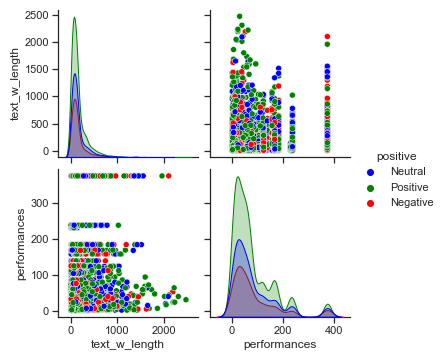 2500
2000
1500
1000
500
0
text_w_length
positive
Neutral
Positive
Negative
300
200
100
0
performances
0 1000 2000
text_w_length
0 200 400
performances